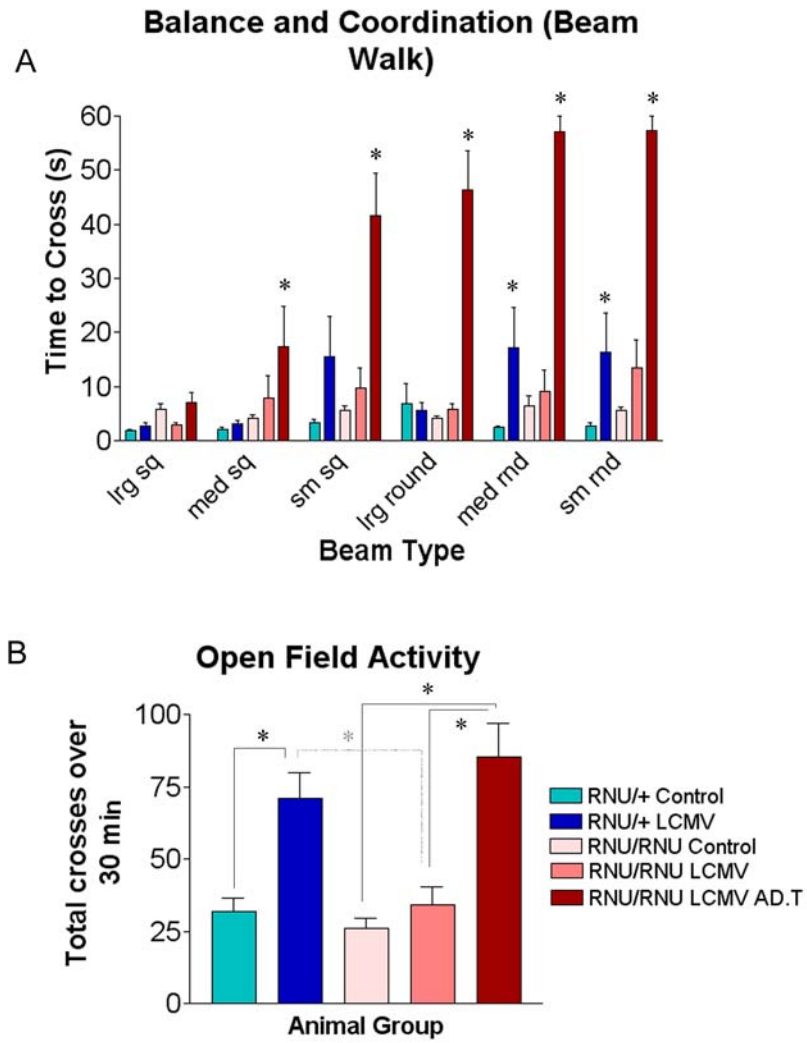 Balance and Coordination (Beam
Walk)
A
60
50
40
30
20
10
0
Time to Cross (s)
* * * * * * *
lrg sq med sq sm sq lrg round med rnd sm rnd
Beam Type
B
Open Field Activity
100
75
50
25
0
Total crosses over
30 min
* * * *
Animal Group
RNU/+ Control
RNU/+ LCMV
RNU/RNU Control
RNU/RNU LCMV
RNU/RNU LCMV AD.T